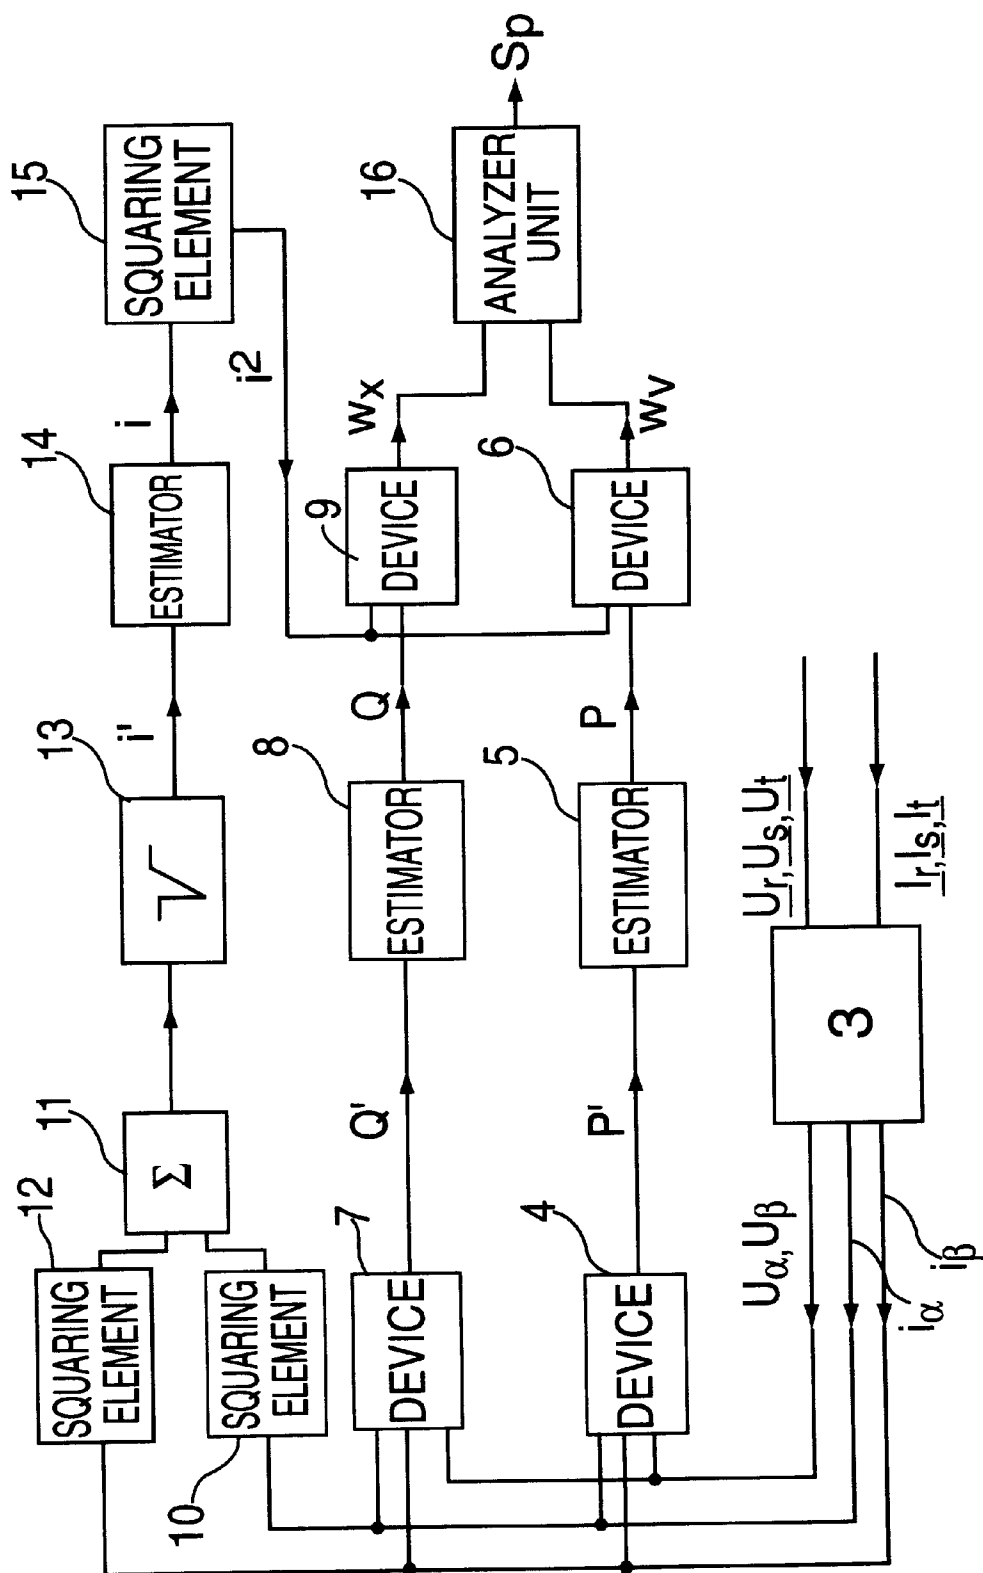 12
SQUARING
ELEMENT
10
SQUARING
ELEMENT
11
Σ
13
√
i'
14
ESTIMATOR
i
15
SQUARING
ELEMENT
i2
7
DEVICE
Q'
8
ESTIMATOR
Q
9
DEVICE
wx
16
ANALYZER
UNIT
Sp
4
DEVICE
P'
5
ESTIMATOR
P
6
DEVICE
wv
Uα, Uβ
iα
iβ
3
Ur, Us, Ut
Ir, Is, It